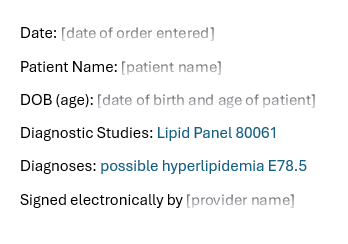 Date: [date of order entered]
Patient Name: [patient name]
DOB (age): [date of birth and age of patient]
Diagnostic Studies: Lipid Panel 80061
Diagnoses: possible hyperlipidemia E78.5
Signed electronically by [provider name]